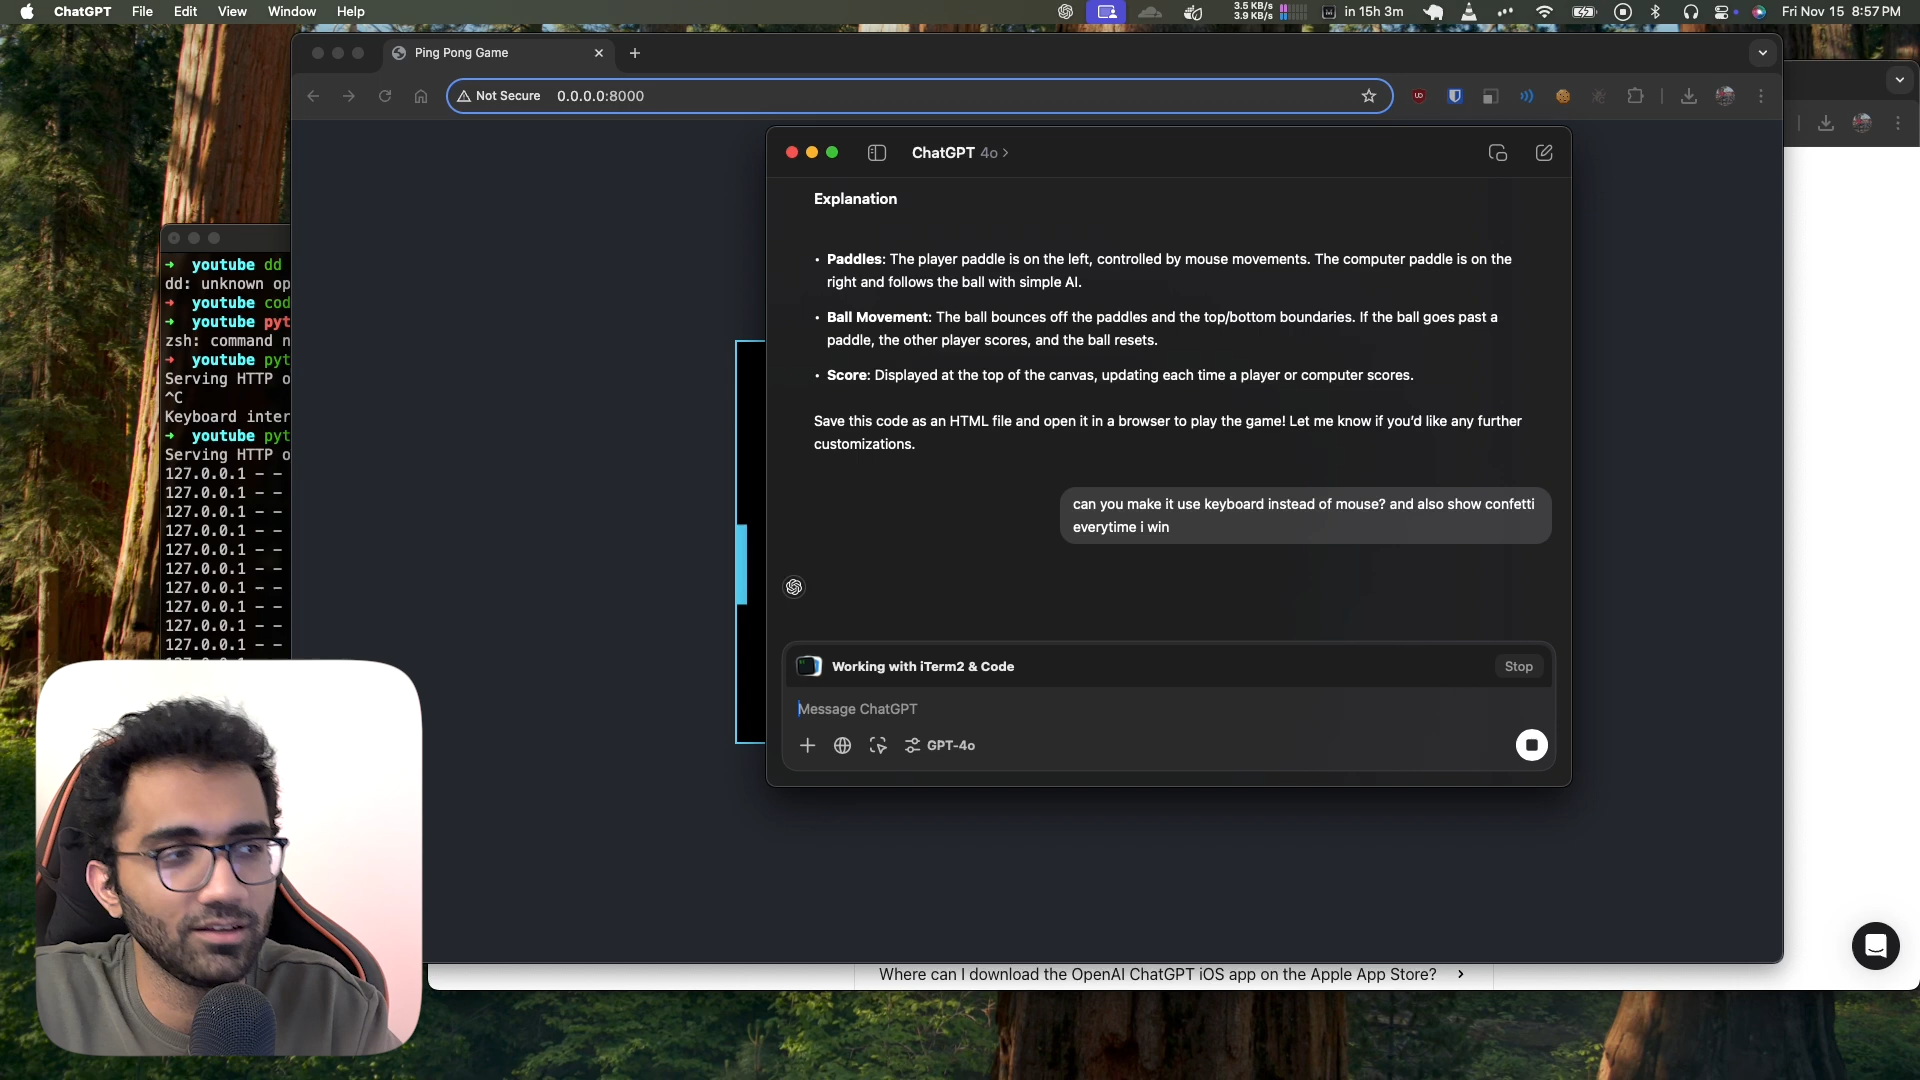 ChatGPT File Edit View Window Help
3.5 KB/s
3.9 KB/s
in 15h 3m
Fri Nov 15 8:57 PM
Ping Pong Game
Not Secure 0.0.0.0:8000
➜ youtube dd
dd: unknown op
➜ youtube cod
➜ youtube pyt
zsh: command n
➜ youtube pyt
Serving HTTP o
^C
Keyboard inter
➜ youtube pyt
Serving HTTP o
127.0.0.1 - -
127.0.0.1 - -
127.0.0.1 - -
127.0.0.1 - -
127.0.0.1 - -
127.0.0.1 - -
127.0.0.1 - -
127.0.0.1 - -
127.0.0.1 - -
127.0.0.1 - -
ChatGPT 4o >
Explanation
• Paddles: The player paddle is on the left, controlled by mouse movements. The computer paddle is on the
right and follows the ball with simple AI.
• Ball Movement: The ball bounces off the paddles and the top/bottom boundaries. If the ball goes past a
paddle, the other player scores, and the ball resets.
• Score: Displayed at the top of the canvas, updating each time a player or computer scores.
Save this code as an HTML file and open it in a browser to play the game! Let me know if you’d like any further
customizations.
can you make it use keyboard instead of mouse? and also show confetti
everytime i win
Working with iTerm2 & Code
Stop
Message ChatGPT
GPT-4o
Where can I download the OpenAI ChatGPT iOS app on the Apple App Store?